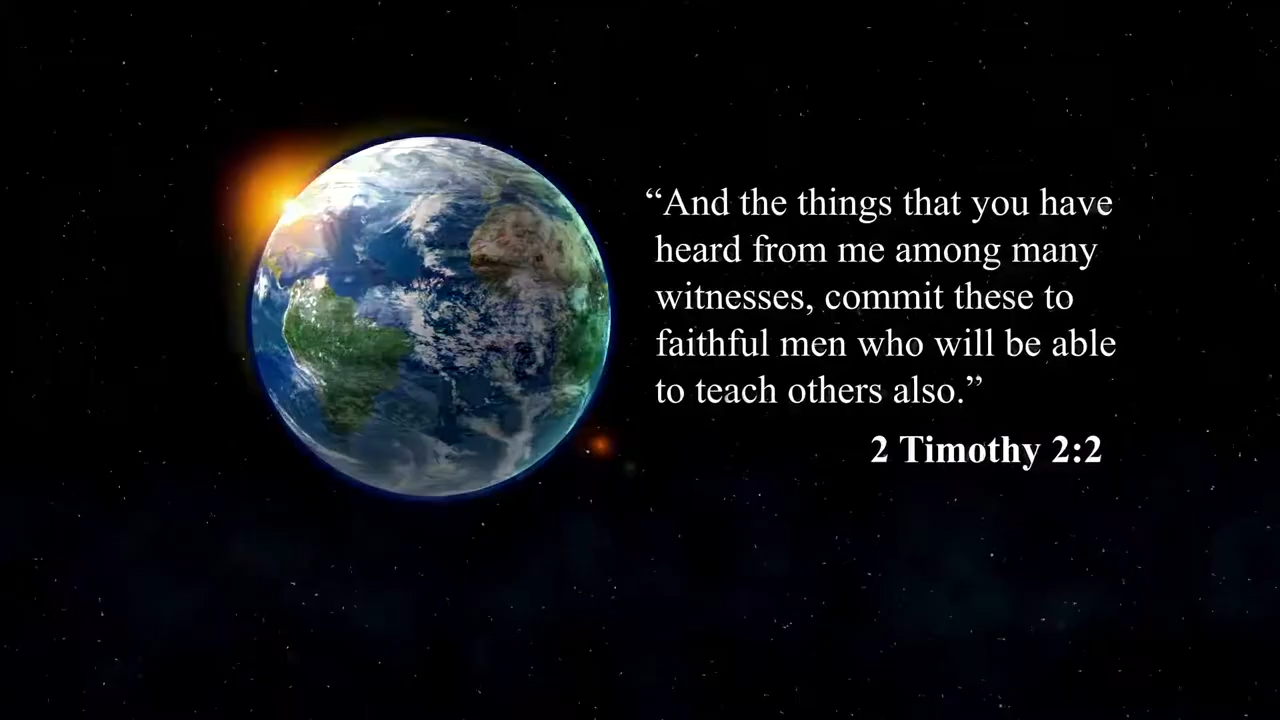 “And the things that you have
heard from me among many
witnesses, commit these to
faithful men who will be able
to teach others also.”
2 Timothy 2:2